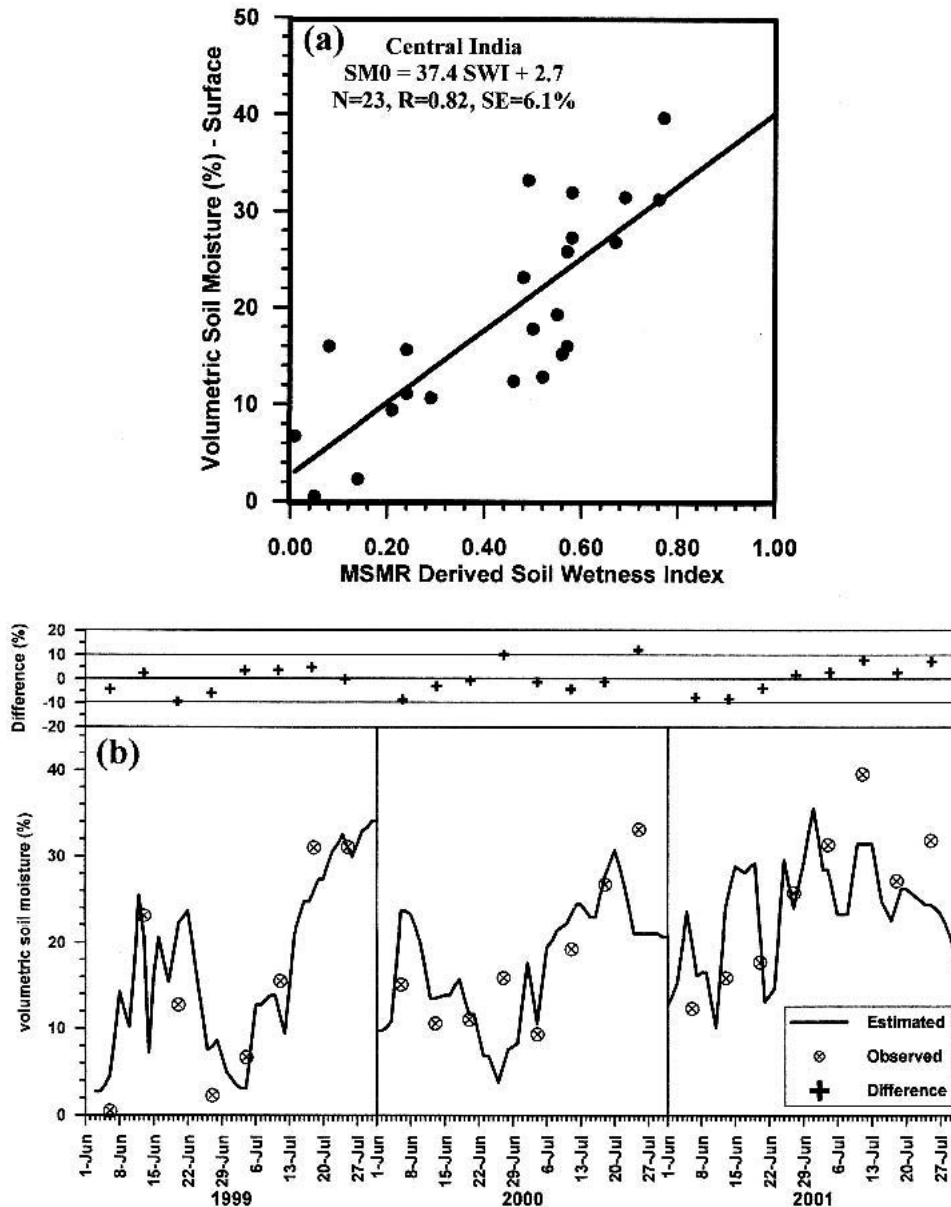 (a)
Central India
SM0 = 37.4 SWI + 2.7
N=23, R=0.82, SE=6.1%
Volumetric Soil Moisture (%) - Surface
50
40
30
20
10
0
0.00 0.20 0.40 0.60 0.80 1.00
MSMR Derived Soil Wetness Index
Difference (%)
20
10
0
-10
-20
(b)
volumetric soil moisture (%)
40
30
20
10
0
Estimated
Observed
Difference
1-Jun 8-Jun 15-Jun 22-Jun 29-Jun 6-Jul 13-Jul 20-Jul 27-Jul 1-Jun 8-Jun 15-Jun 22-Jun 29-Jun 6-Jul 13-Jul 20-Jul 27-Jul 1-Jun 8-Jun 15-Jun 22-Jun 29-Jun 6-Jul 13-Jul 20-Jul 27-Jul
1999 2000 2001